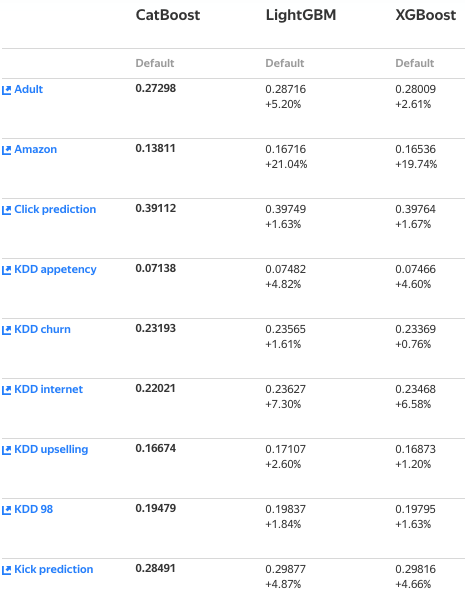 CatBoost LightGBM XGBoost
Default Default Default
Adult 0.27298 0.28716 0.28009
+5.20% +2.61%
Amazon 0.13811 0.16716 0.16536
+21.04% +19.74%
Click prediction 0.39112 0.39749 0.39764
+1.63% +1.67%
KDD appetency 0.07138 0.07482 0.07466
+4.82% +4.60%
KDD churn 0.23193 0.23565 0.23369
+1.61% +0.76%
KDD internet 0.22021 0.23627 0.23468
+7.30% +6.58%
KDD upselling 0.16674 0.17107 0.16873
+2.60% +1.20%
KDD 98 0.19479 0.19837 0.19795
+1.84% +1.63%
Kick prediction 0.28491 0.29877 0.29816
+4.87% +4.66%